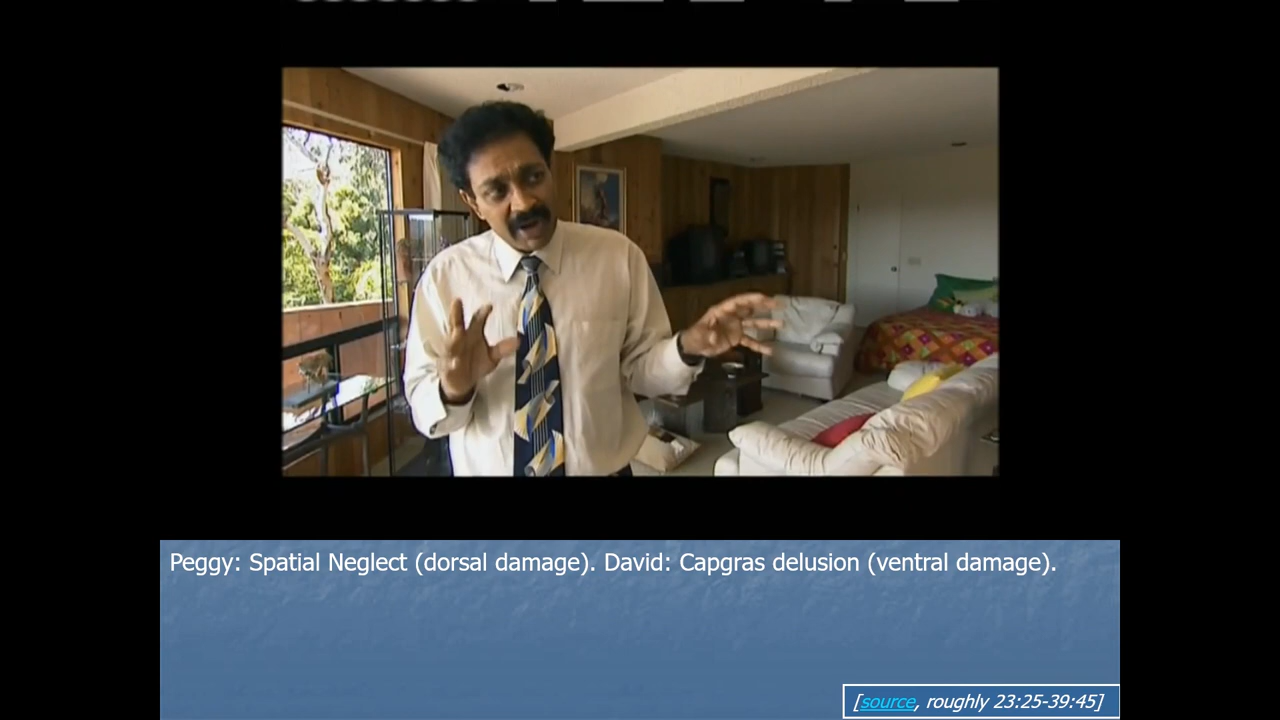 Peggy: Spatial Neglect (dorsal damage). David: Capgras delusion (ventral damage).
[source, roughly 23:25-39:45]